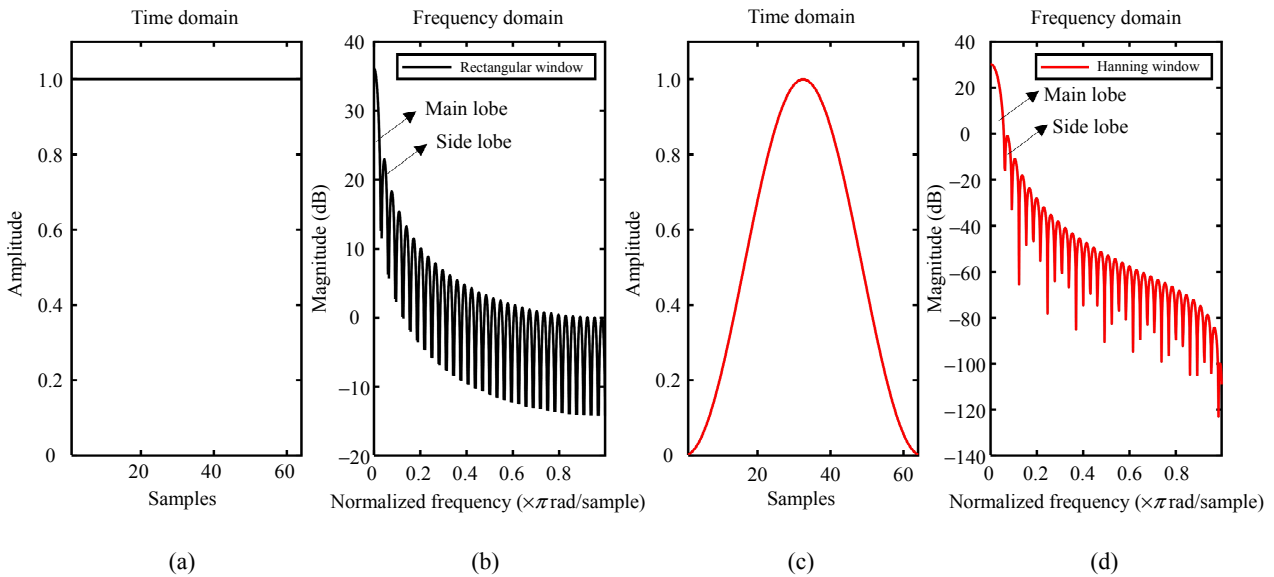 Time domain
Amplitude
1.0
0.8
0.6
0.4
0.2
0
20
40
60
Samples
(a)
Frequency domain
Magnitude (dB)
40
30
20
10
0
−10
−20
Rectangular window
Main lobe
Side lobe
0
0.2
0.4
0.6
0.8
Normalized frequency (×π rad/sample)
(b)
Time domain
Amplitude
1.0
0.8
0.6
0.4
0.2
0
20
40
60
Samples
(c)
Frequency domain
Magnitude (dB)
40
20
0
−20
−40
−60
−80
−100
−120
−140
Hanning window
Main lobe
Side lobe
0
0.2
0.4
0.6
0.8
Normalized frequency (×π rad/sample)
(d)